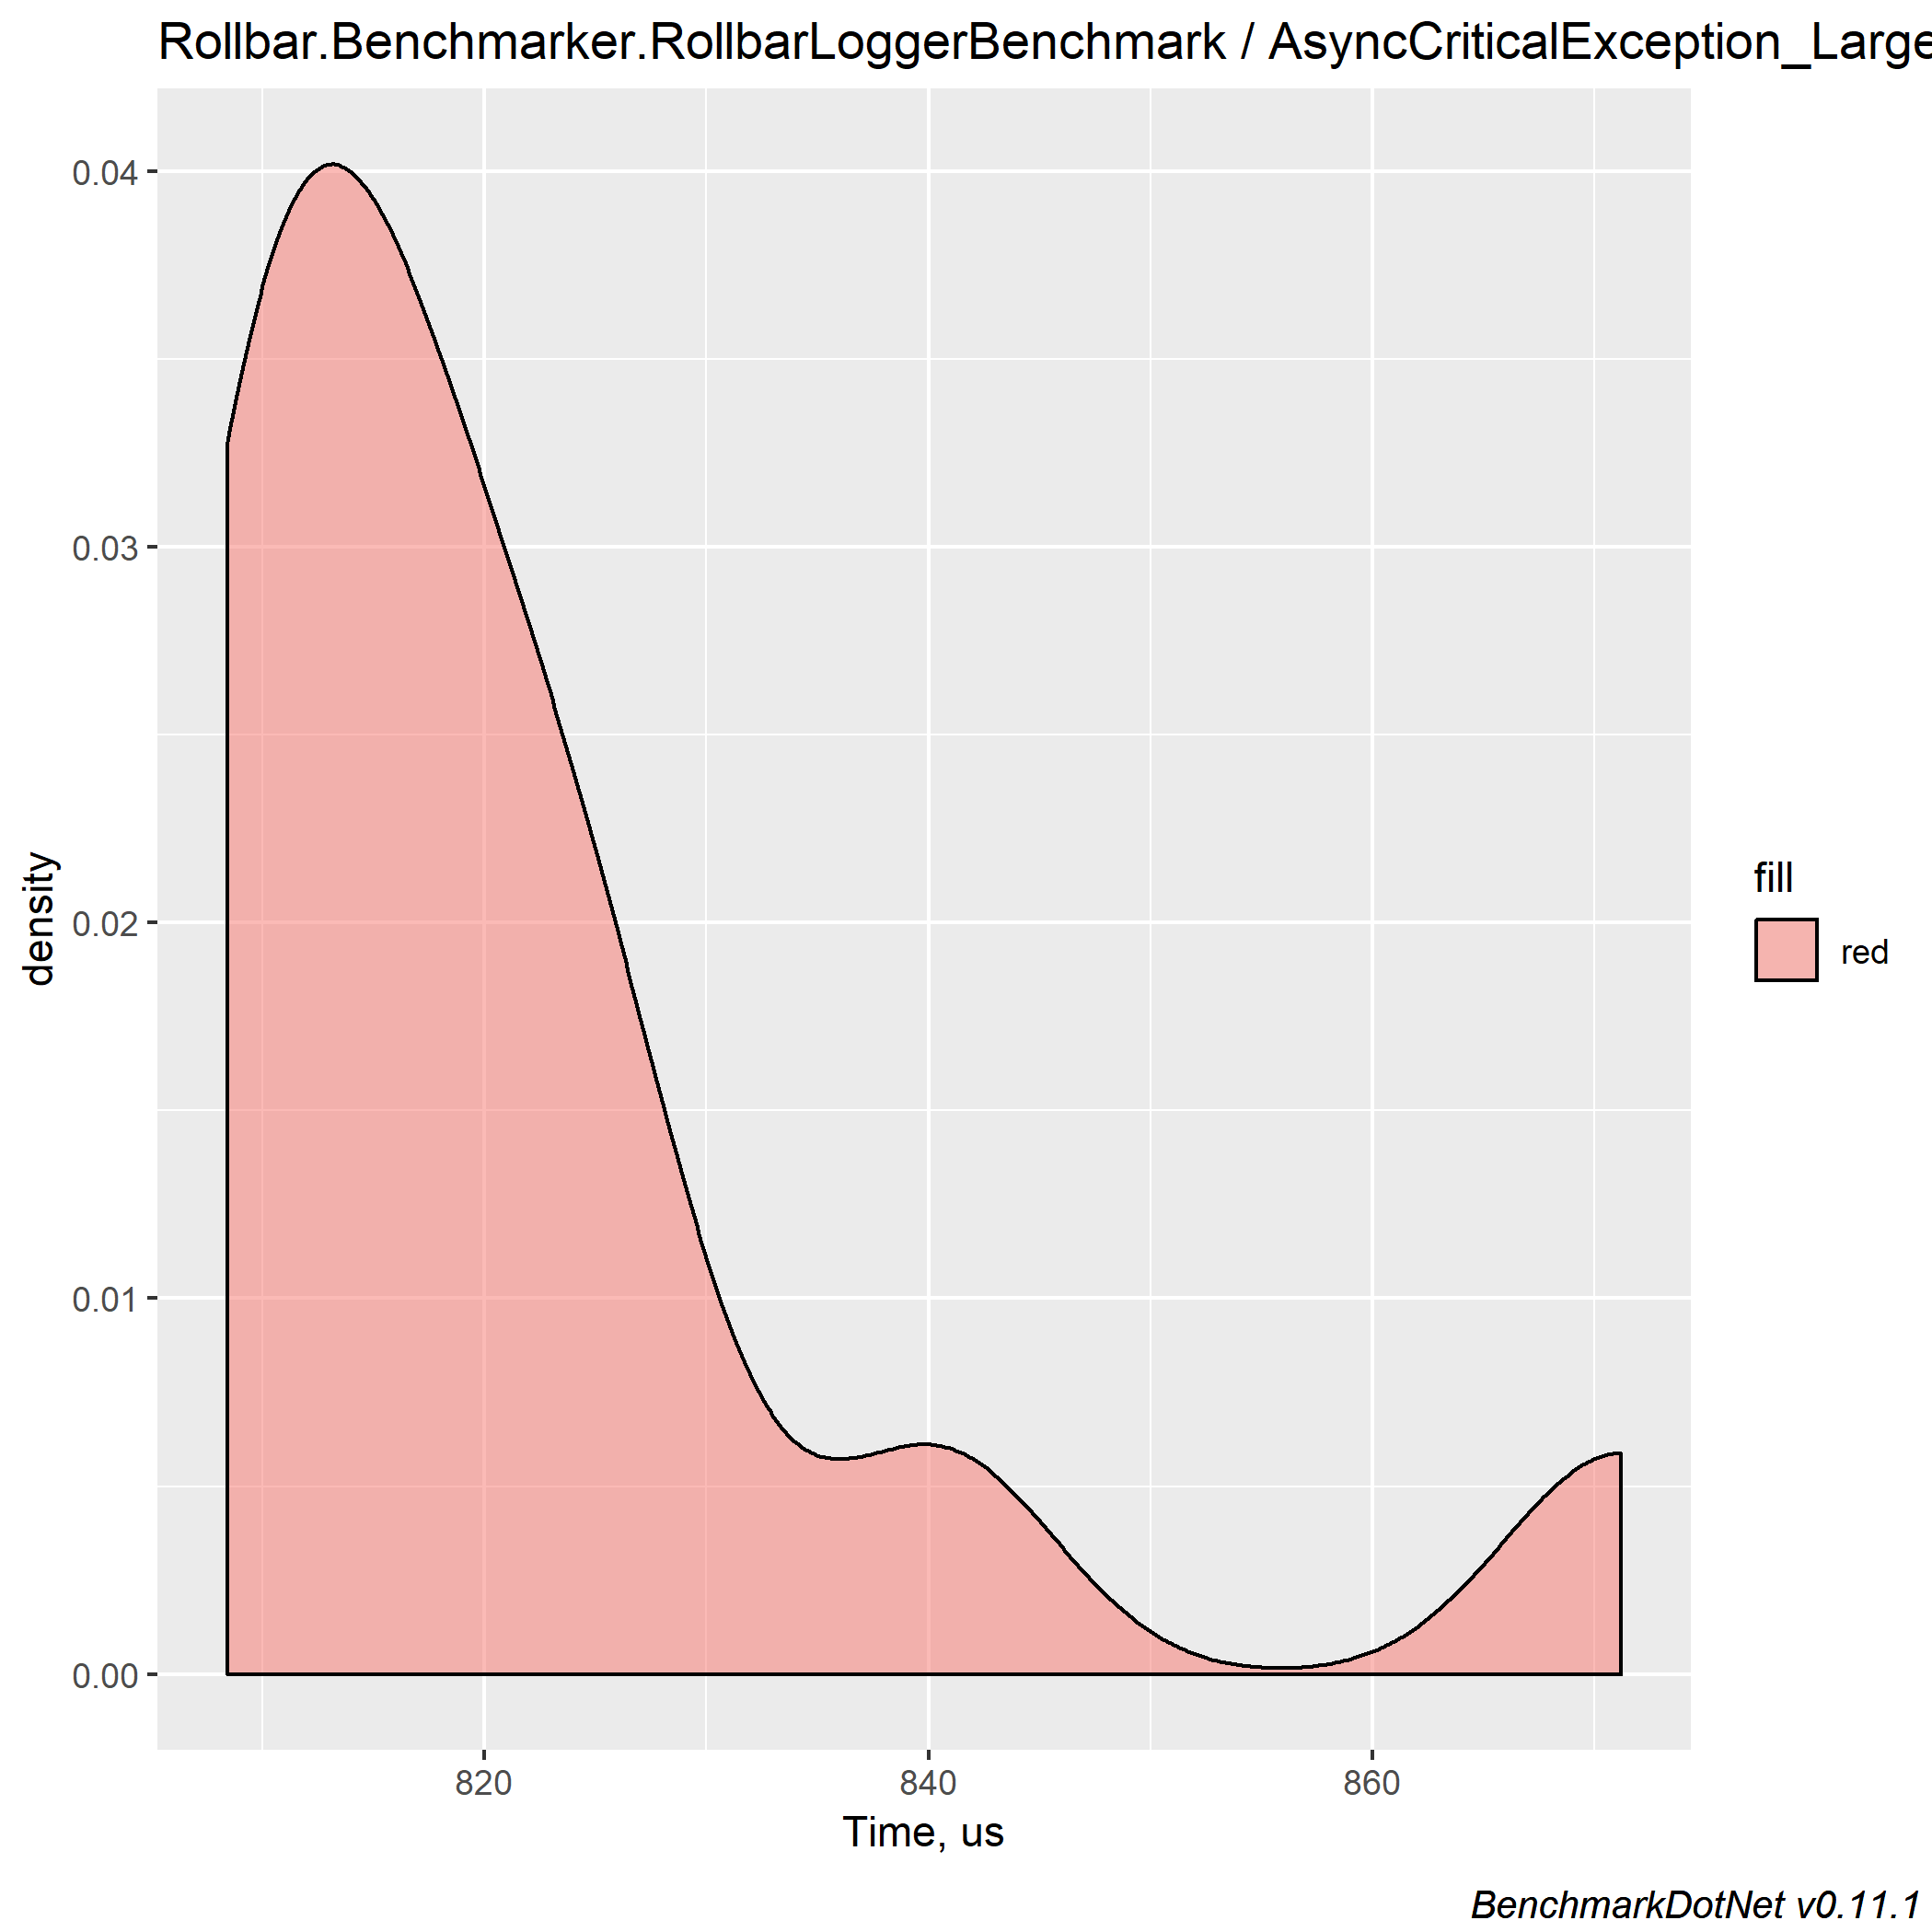 Rollbar.Benchmarker.RollbarLoggerBenchmark / AsyncCriticalException_Large
0.04
0.03
0.02
0.01
0.00
density
820
840
860
Time, us
fill
red
BenchmarkDotNet v0.11.1